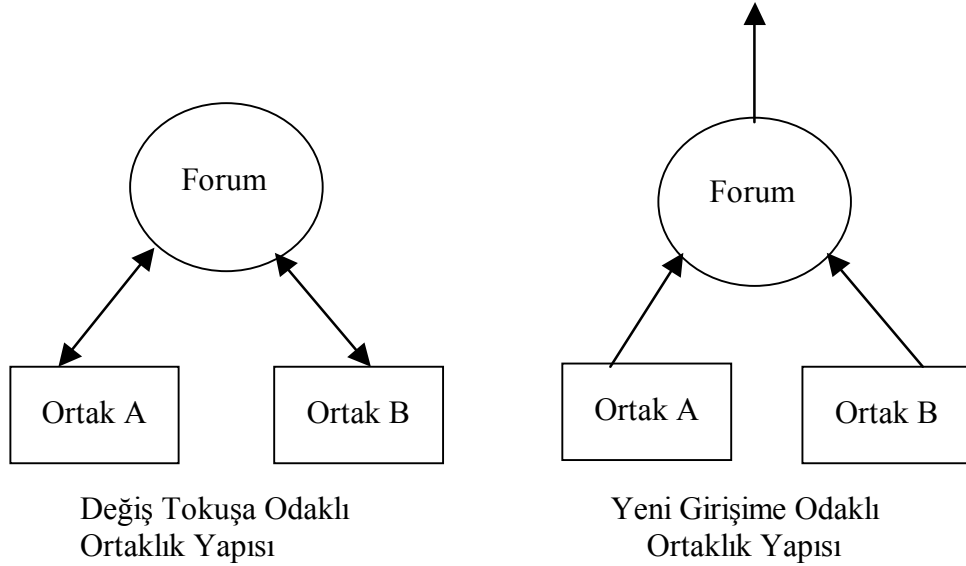 Forum
Ortak A
Ortak B
Değiş Tokuşa Odaklı
Ortaklık Yapısı
Forum
Ortak A
Ortak B
Yeni Girişime Odaklı
Ortaklık Yapısı